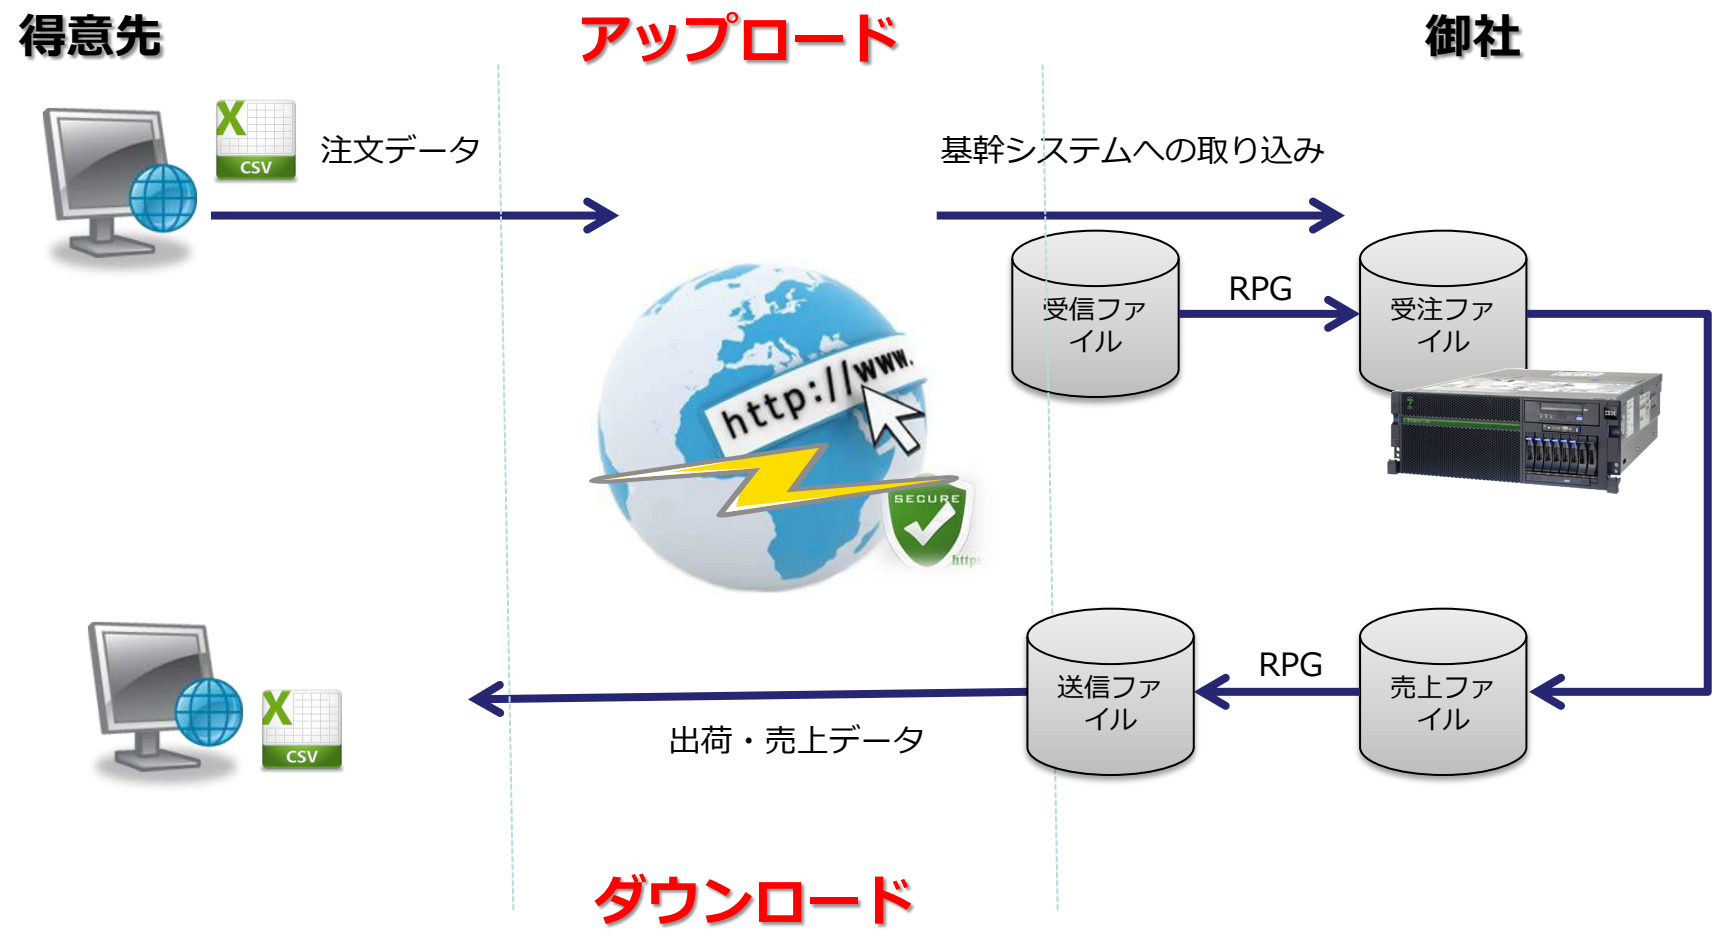 得意先
アップロード
御社
X
CSV
注文データ
基幹システムへの取り込み
受信ファ
イル
RPG
受注ファ
イル
http://www.
SECURE
https
IBM
送信ファ
イル
RPG
売上ファ
イル
X
CSV
出荷・売上データ
ダウンロード